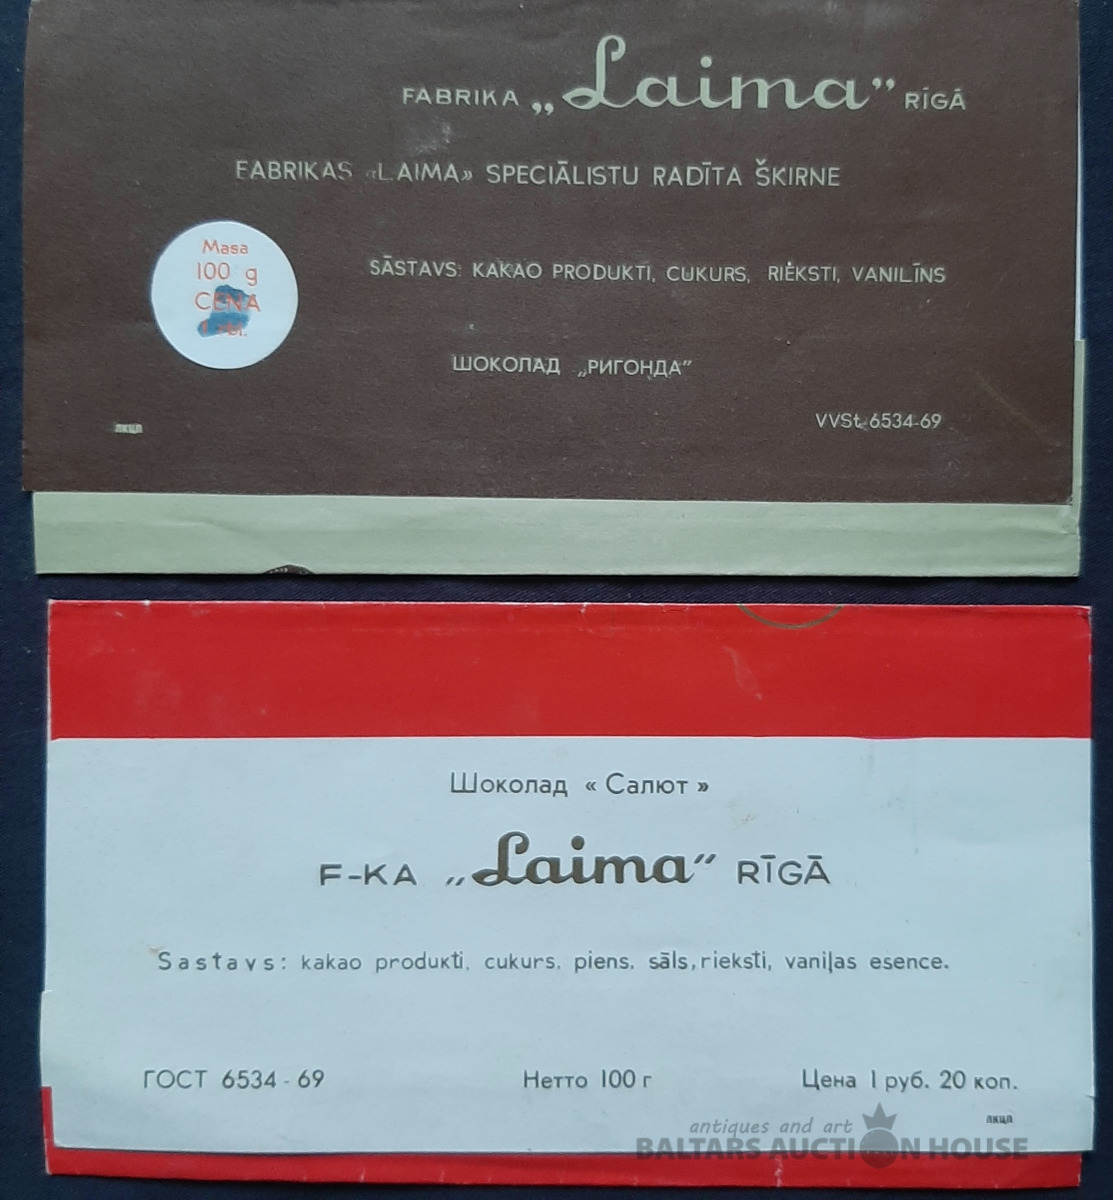 FABRIKA „Laima” RĪGĀ
FABRIKAS «LAIMA» SPECIĀLISTU RADĪTA ŠKIRNE
Masa
100 g
CENA
SĀSTAVS: KAKAO PRODUKTI, CUKURS, RIEKSTI, VANILĪNS
ШОКОЛАД „РИГОНДА”
VVSt 6534-69
Шоколад «Салют»
F-KA „Laima” RĪGĀ
Sastavs: kakao produkti, cukurs, piens, sāls, rieksti, vaniļas esence.
ГОСТ 6534-69 Нетто 100 г Цена 1 руб. 20 коп.
antiques and art
BALTARS AUCTION HOUSE